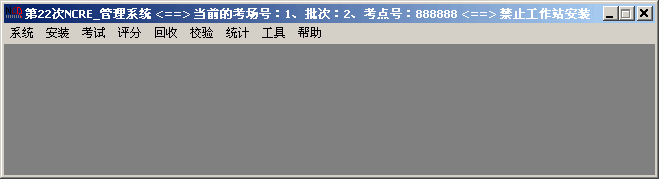 第22次NCRE_管理系统 <==> 当前的考场号：1、批次：2、考点号：888888 <==> 禁止工作站安装
系统 安装 考试 评分 回收 校验 统计 工具 帮助